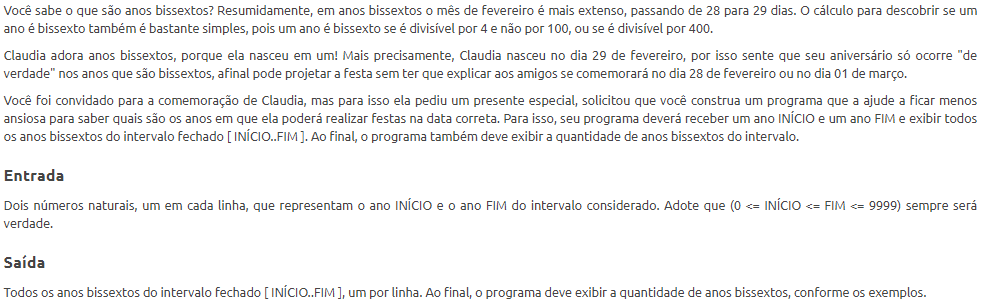 Você sabe o que são anos bissextos? Resumidamente, em anos bissextos o mês de fevereiro é mais extenso, passando de 28 para 29 dias. O cálculo para descobrir se um
ano é bissexto também é bastante simples, pois um ano é bissexto se é divisível por 4 e não por 100, ou se é divisível por 400.
Claudia adora anos bissextos, porque ela nasceu em um! Mais precisamente, Claudia nasceu no dia 29 de fevereiro, por isso sente que seu aniversário só ocorre "de
verdade" nos anos que são bissextos, afinal pode projetar a festa sem ter que explicar aos amigos se comemorará no dia 28 de fevereiro ou no dia 01 de março.
Você foi convidado para a comemoração de Claudia, mas para isso ela pediu um presente especial, solicitou que você construa um programa que a ajude a ficar menos
ansiosa para saber quais são os anos em que ela poderá realizar festas na data correta. Para isso, seu programa deverá receber um ano INÍCIO e um ano FIM e exibir todos
os anos bissextos do intervalo fechado [ INÍCIO..FIM ]. Ao final, o programa também deve exibir a quantidade de anos bissextos do intervalo.
Entrada
Dois números naturais, um em cada linha, que representam o ano INÍCIO e o ano FIM do intervalo considerado. Adote que (0 <= INÍCIO <= FIM <= 9999) sempre será
verdade.
Saída
Todos os anos bissextos do intervalo fechado [ INÍCIO..FIM ], um por linha. Ao final, o programa deve exibir a quantidade de anos bissextos, conforme os exemplos.